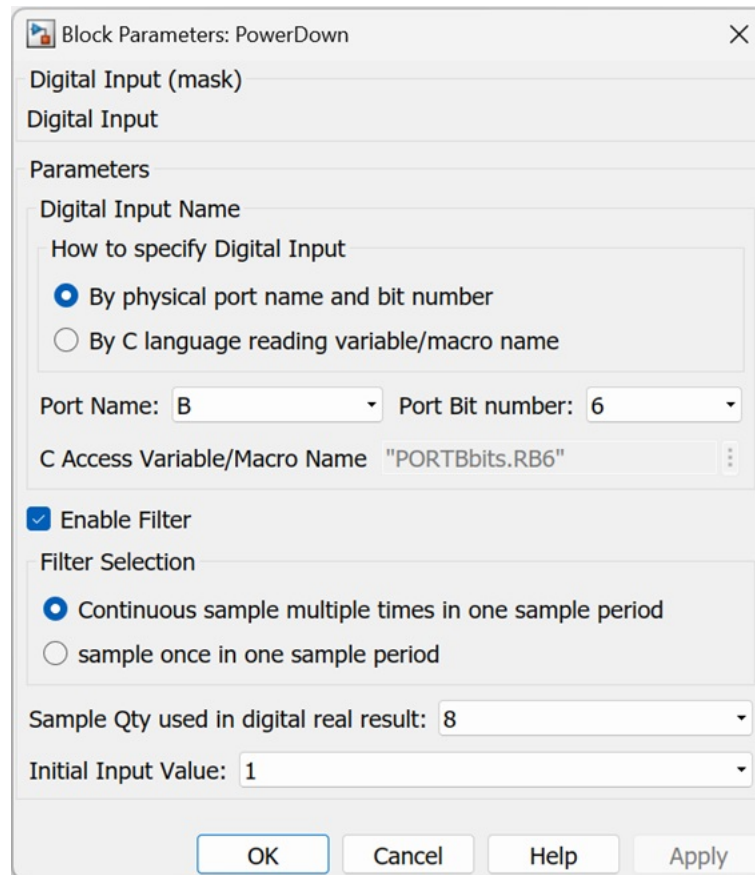 Block Parameters: PowerDown
Digital Input (mask)
Digital Input
Parameters
Digital Input Name
How to specify Digital Input
By physical port name and bit number
By C language reading variable/macro name
Port Name: B Port Bit number: 6
C Access Variable/Macro Name "PORTBbits.RB6"
Enable Filter
Filter Selection
Continuous sample multiple times in one sample period
sample once in one sample period
Sample Qty used in digital real result: 8
Initial Input Value: 1
OK Cancel Help Apply